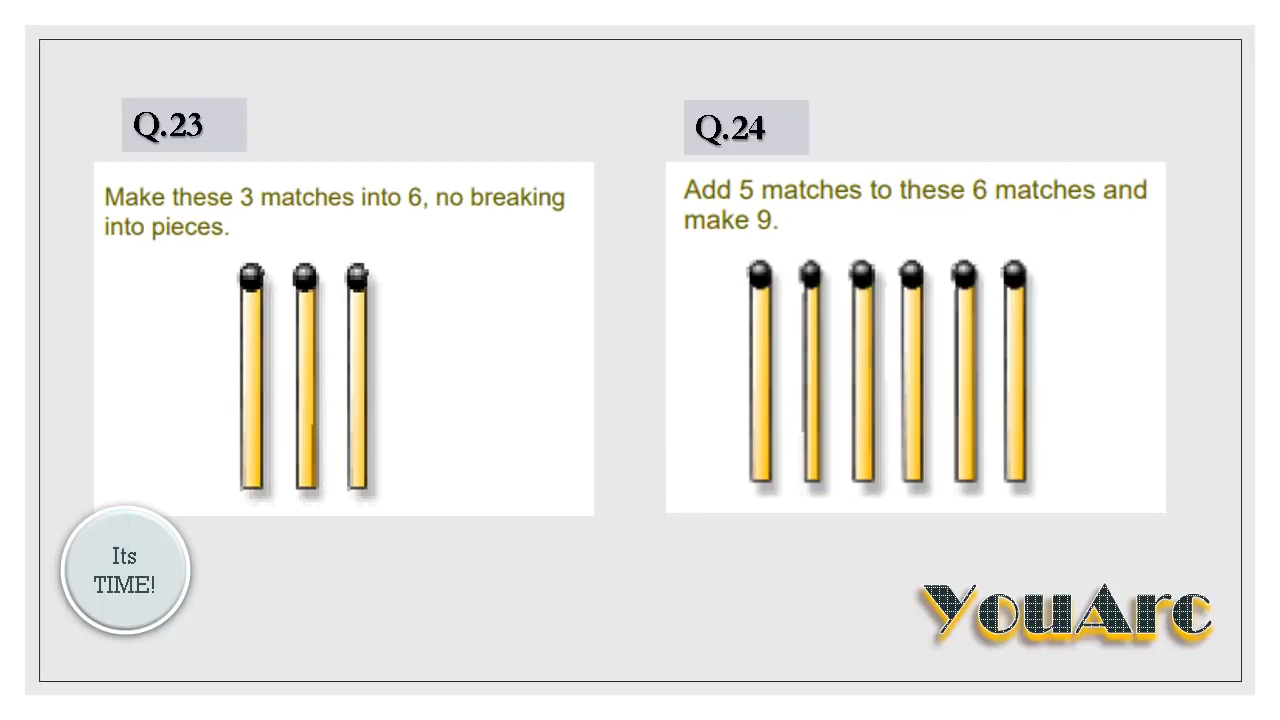 Q.23
Make these 3 matches into 6, no breaking
into pieces.
Q.24
Add 5 matches to these 6 matches and
make 9.
Its
TIME!
YouArc